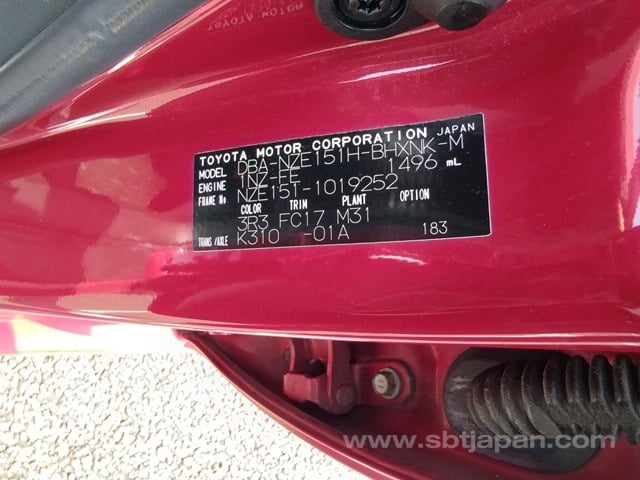 TOYOTA MOTOR CORPORATION JAPAN
MODEL DBA-NZE151H-BHXNK-M
ENGINE 1NZ-FE 1496 mL
FRAME No NZE151-1019252
COLOR TRIM PLANT OPTION
3R3 FC17 M31
TRANS/AXLE K310 -01A 183
www.sbtjapan.com